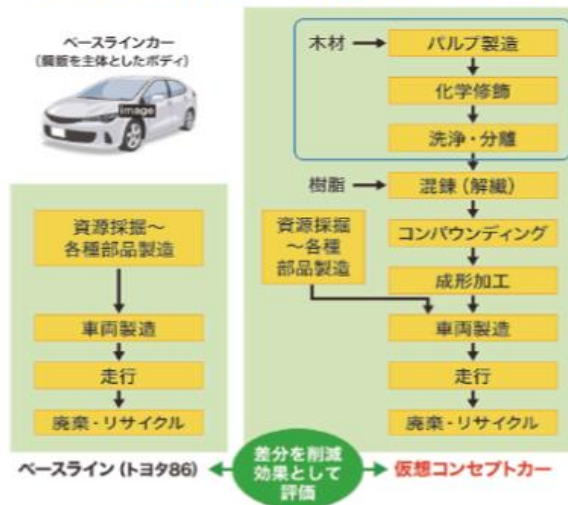 ベースラインカー
（鋼鈑を主体としたボディ）
image
資源採掘～
各種部品製造
車両製造
走行
廃棄・リサイクル
ベースライン（トヨタ86）
木材
パルプ製造
化学修飾
洗浄・分離
樹脂
混錬（解繊）
コンパウンディング
成形加工
資源採掘
～各種
部品製造
車両製造
走行
廃棄・リサイクル
差分を削減
効果として
評価
仮想コンセプトカー